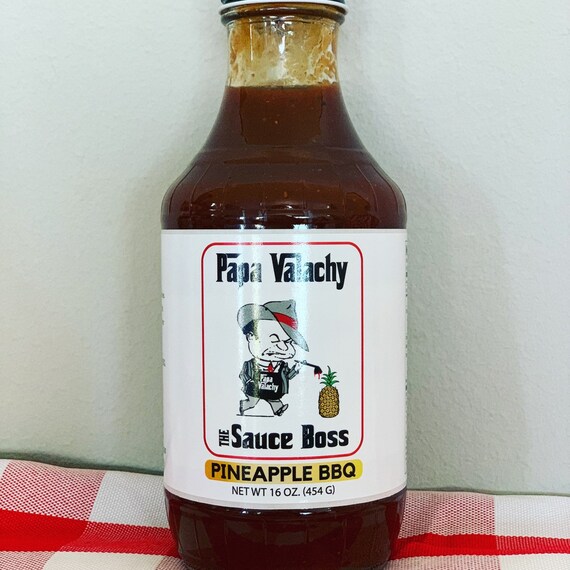 Papa Valachy
Papa
Valachy
THE Sauce Boss
PINEAPPLE BBQ
NET WT 16 OZ. (454 G)